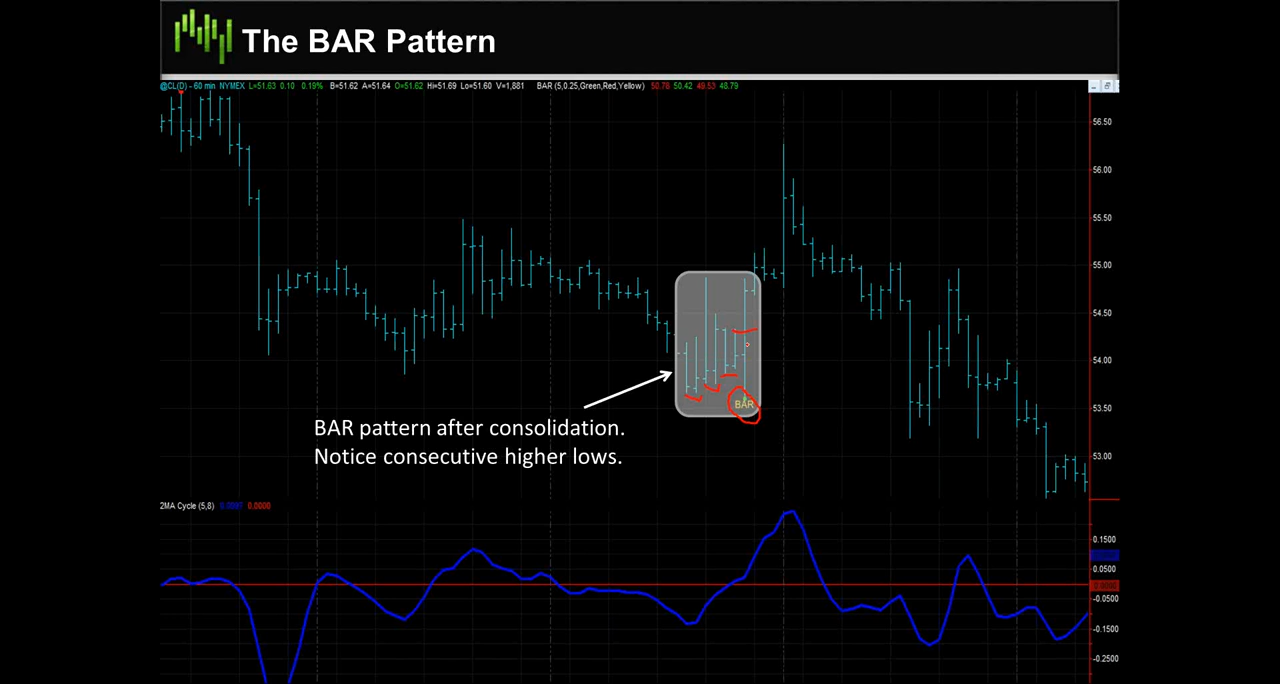 The BAR Pattern
@CL(D) - 60 min NYMEX L=51.63 0.10 0.19% B=51.62 A=51.64 O=51.62 Hi=51.69 Lo=51.60 V=1,881 BAR (5,0.25,Green,Red,Yellow) 50.78 50.42 49.53 48.79
56.50
56.00
55.50
55.00
54.50
54.00
53.50
53.00
BAR
BAR pattern after consolidation.
Notice consecutive higher lows.
2MA Cycle (5,8) 0.0000
0.1500
0.0500
-0.0500
-0.1500
-0.2500